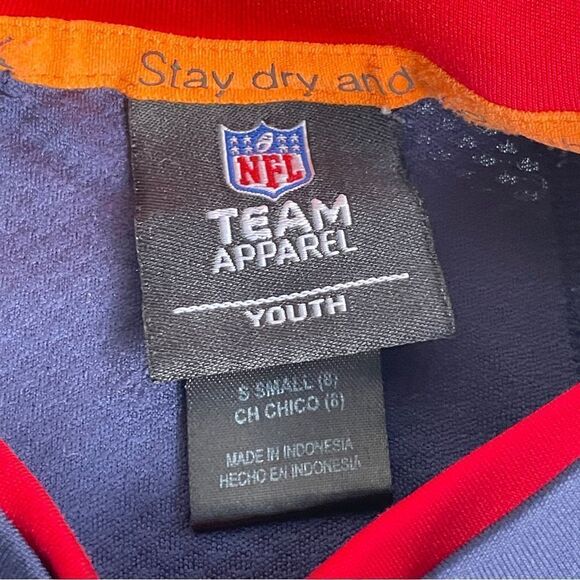 Stay dry and
NFL
TEAM
APPAREL
YOUTH
S SMALL (8)
CH CHICO (8)
MADE IN INDONESIA
HECHO EN INDONESIA